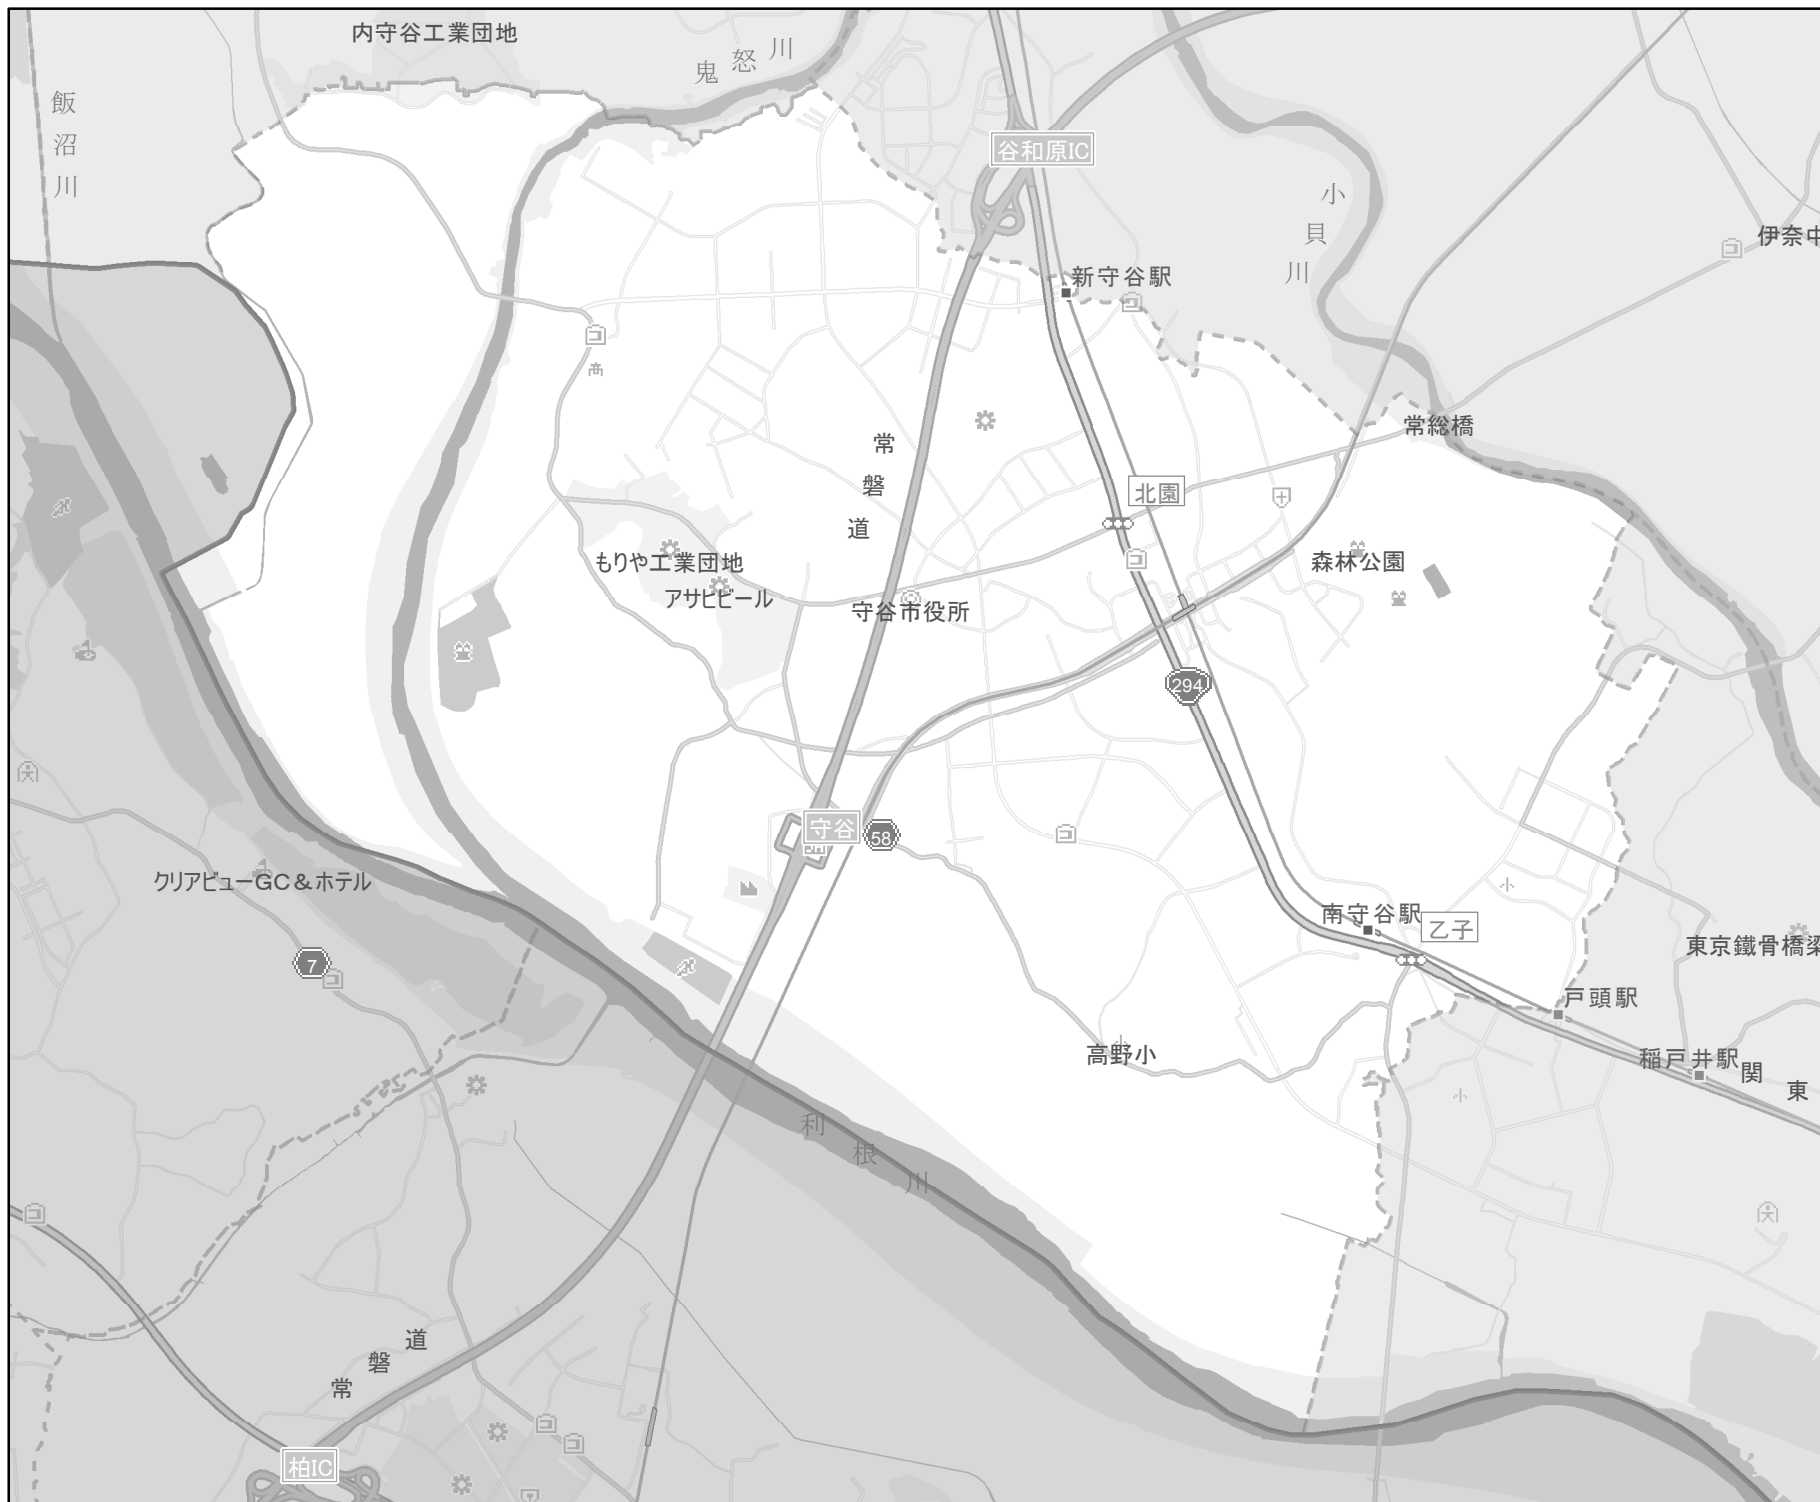 内守谷工業団地
鬼怒川
飯沼川
谷和原IC
小貝川
伊奈中
新守谷駅
常総橋
常磐道
北園
もりや工業団地
アサヒビール
守谷市役所
森林公園
294
守谷
58
クリアビューGC&ホテル
7
南守谷駅
乙子
東京鐵骨橋梁
戸頭駅
高野小
小
小
小
稲戸井駅
関東
利根川
常磐道
柏IC